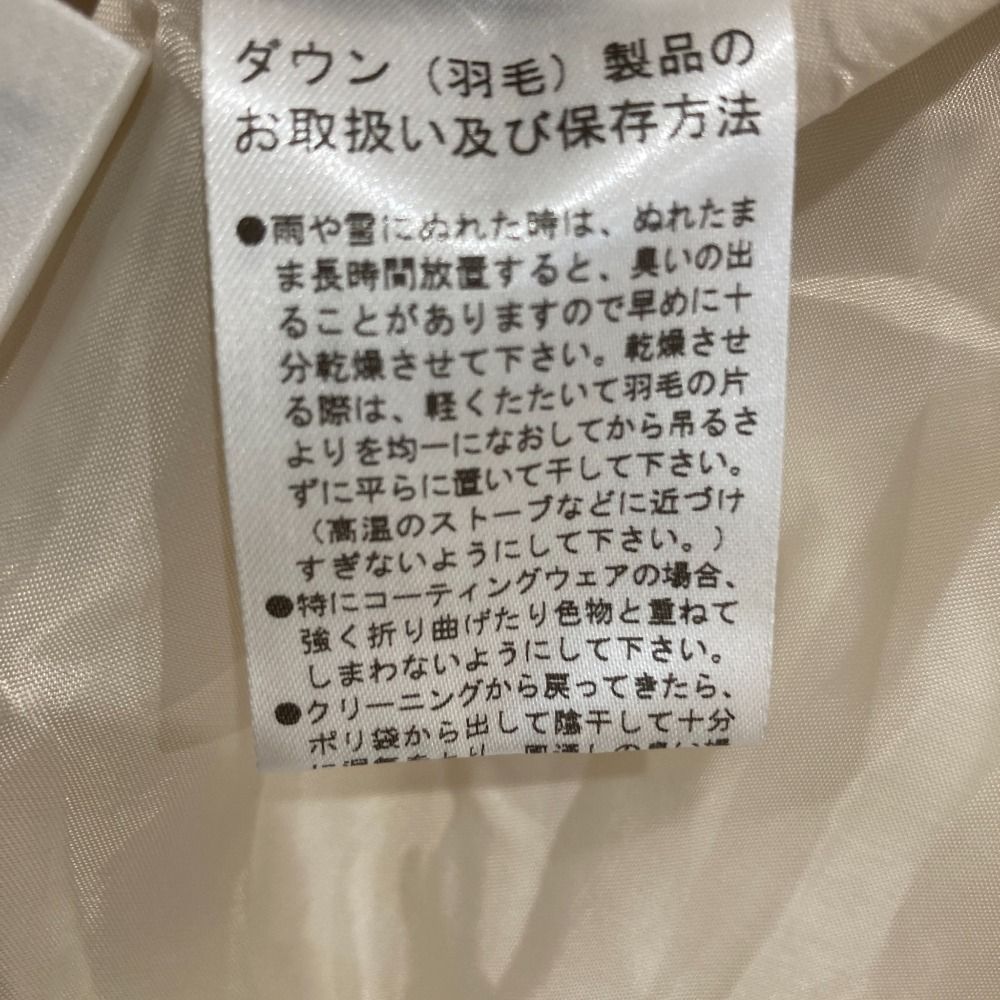 ダウン（羽毛）製品の
お取扱い及び保存方法
●雨や雪にぬれた時は、ぬれたま
ま長時間放置すると、臭いの出
ることがありますので早めに十
分乾燥させて下さい。乾燥させ
る際は、軽くたたいて羽毛の片
よりを均一になおしてから吊るさ
ずに平らに置いて干して下さい。
（高温のストーブなどに近づけ
すぎないようにして下さい。）
●特にコーティングウェアの場合、
強く折り曲げたり色物と重ねて
しまわないようにして下さい。
●クリーニングから戻ってきたら、
ポリ袋から出して陰干して十分